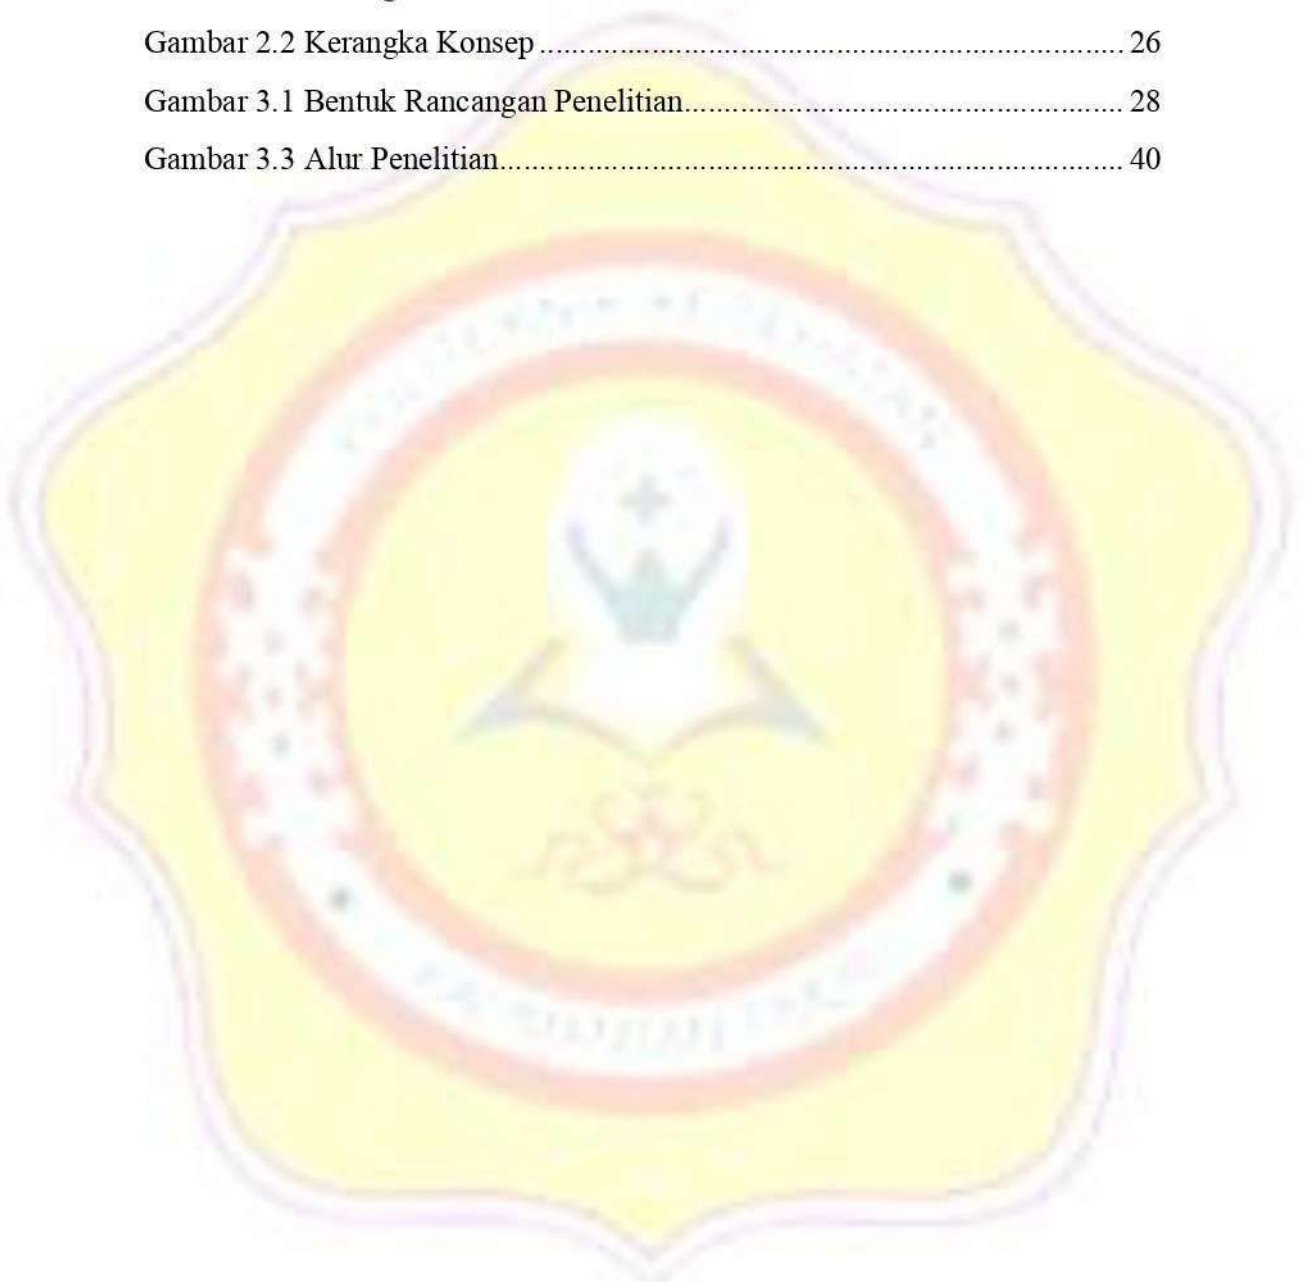 Gambar 2.2 Kerangka Konsep ........................................................................ 26
Gambar 3.1 Bentuk Rancangan Penelitian...................................................... 28
Gambar 3.3 Alur Penelitian............................................................................. 40